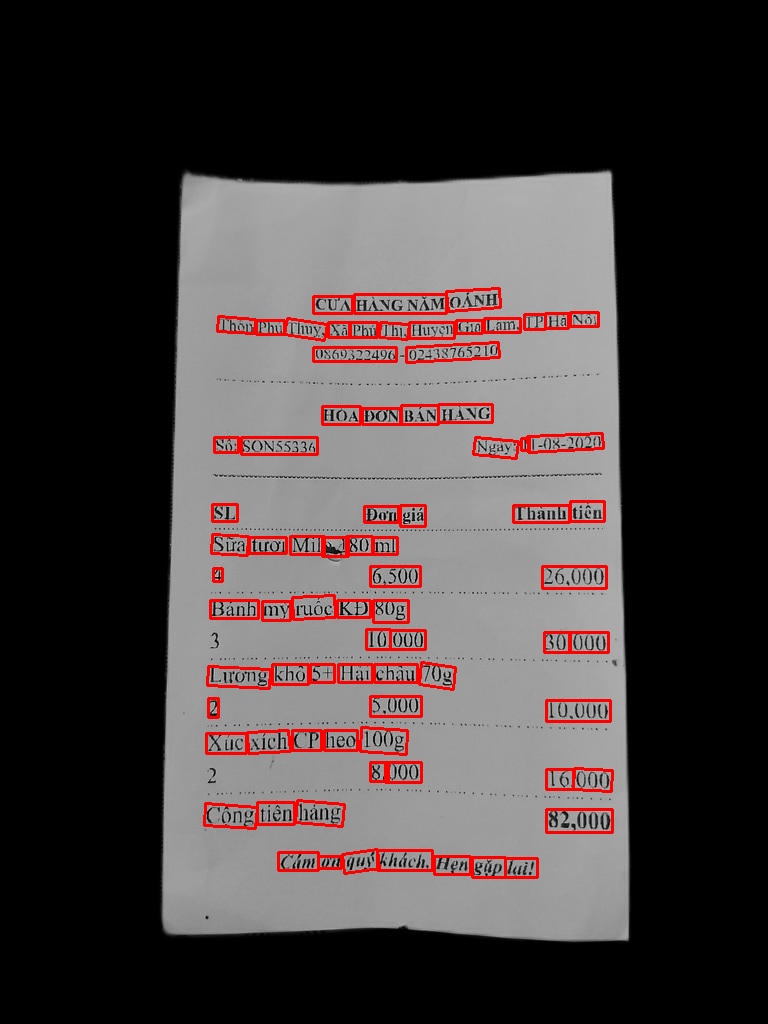 CỬA HÀNG NĂM OÁNH
Thôn Phú Thụy, Xã Phú Thị, Huyện Gia Lâm, TP Hà Nội
0869322496 - 02438765210
HÓA ĐƠN BÁN HÀNG
Số: SON55336 Ngày: 11-08-2020
SL Đơn giá Thành tiền
Sữa tươi Milo 180 ml
4 6,500 26,000
Bánh mỳ ruốc KĐ 80g
3 10,000 30,000
Lương khô 5+ Hải châu 70g
2 5,000 10,000
Xúc xích CP heo 100g
2 8,000 16,000
Cộng tiền hàng 82,000
Cảm ơn quý khách. Hẹn gặp lại!